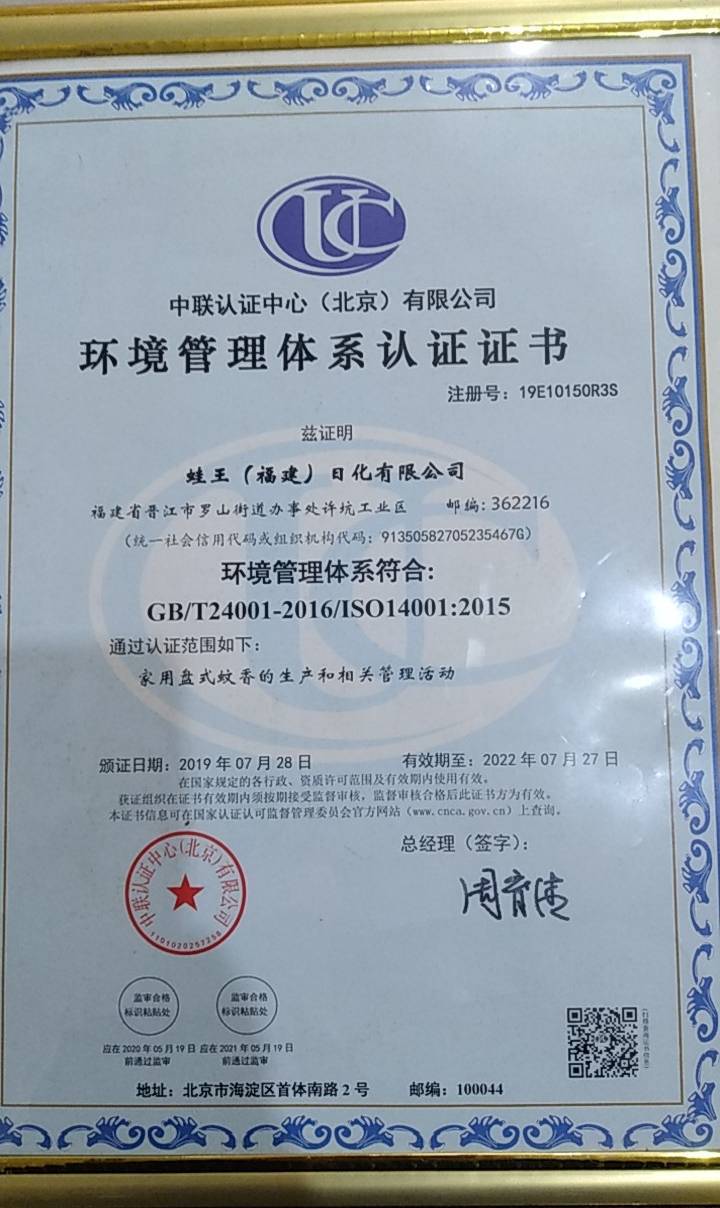 CUC
中联认证中心（北京）有限公司
环境管理体系认证证书
注册号：19E10150R3S
兹证明
蛙王（福建）日化有限公司
福建省晋江市罗山街道办事处许坑工业区 邮编：362216
（统一社会信用代码或组织机构代码：91350582705235467G）
环境管理体系符合:
GB/T24001-2016/ISO14001:2015
通过认证范围如下：
家用盘式蚊香的生产和相关管理活动
颁证日期：2019 年 07 月 28 日 有效期至：2022 年 07 月 27 日
在国家规定的各行政、资质许可范围及有效期内使用有效。
获证组织在证书有效期内须按期接受监督审核，监督审核合格后此证书方为有效。
本证书信息可在国家认证认可监督管理委员会官方网站（www.cnca.gov.cn）上查询。
总经理（签字）：
中联认证中心(北京)有限公司
1101020257258
监审合格 监审合格
标识粘贴处 标识粘贴处
应在 2020 年 05 月 19 日 应在 2021 年 05 月 19 日
前通过监审 前通过监审
地址：北京市海淀区首体南路 2 号 邮编：100044